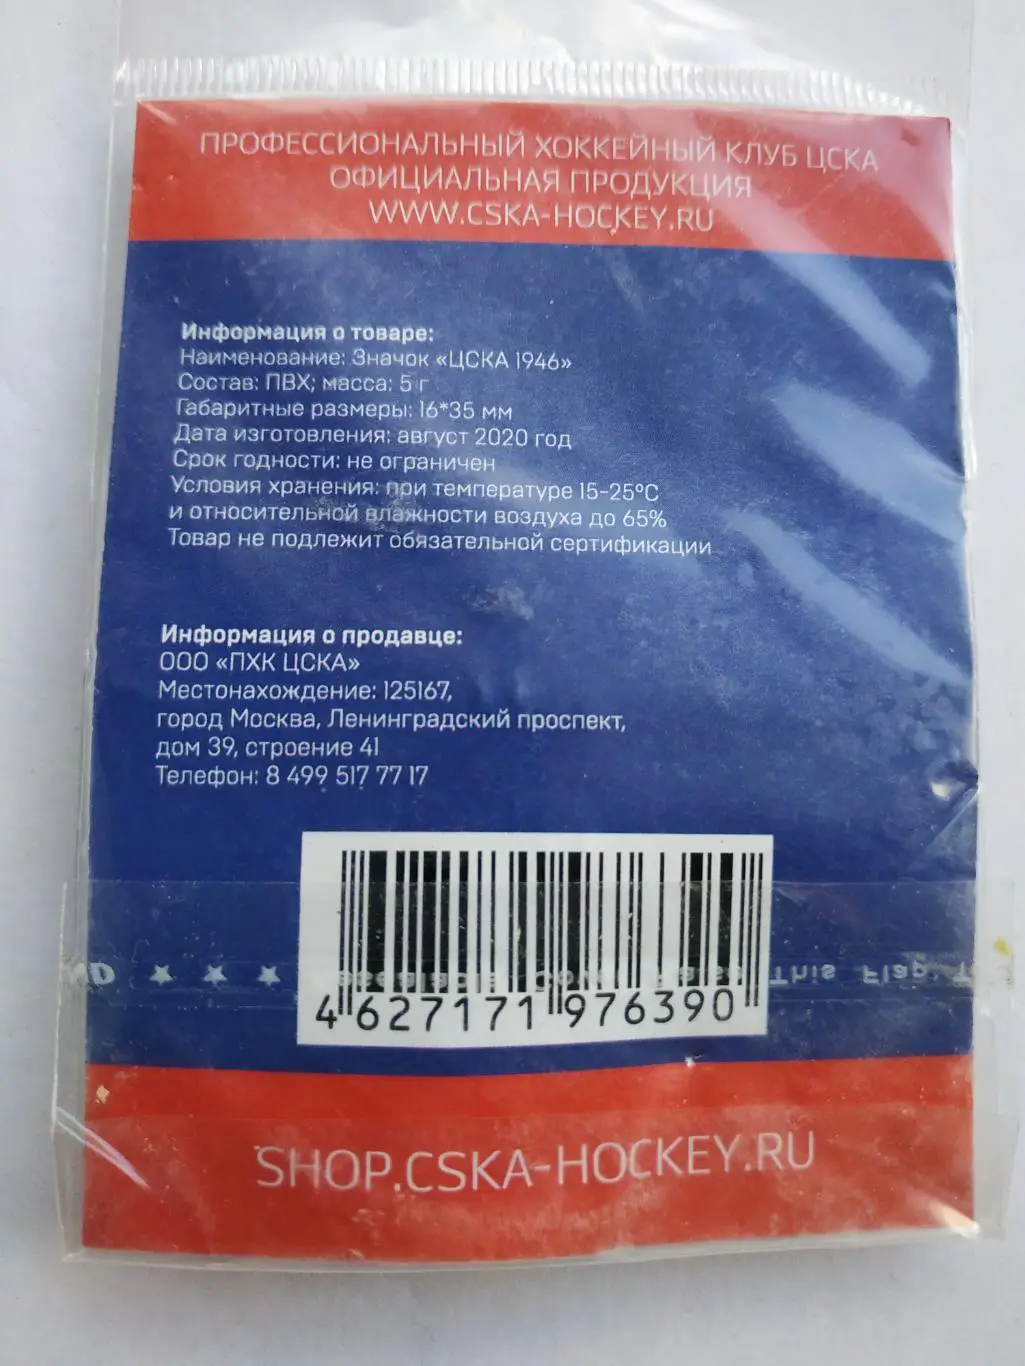 ПРОФЕССИОНАЛЬНЫЙ ХОККЕЙНЫЙ КЛУБ ЦСКА
ОФИЦИАЛЬНАЯ ПРОДУКЦИЯ
WWW.CSKA-HOCKEY.RU
Информация о товаре:
Наименование: Значок «ЦСКА 1946»
Состав: ПВХ; масса: 5 г
Габаритные размеры: 16*35 мм
Дата изготовления: август 2020 год
Срок годности: не ограничен
Условия хранения: при температуре 15-25°С
и относительной влажности воздуха до 65%
Товар не подлежит обязательной сертификации
Информация о продавце:
ООО «ПХК ЦСКА»
Местонахождение: 125167,
город Москва, Ленинградский проспект,
дом 39, строение 41
Телефон: 8 499 517 77 17
This Flap
4 627171 976390
SHOP.CSKA-HOCKEY.RU